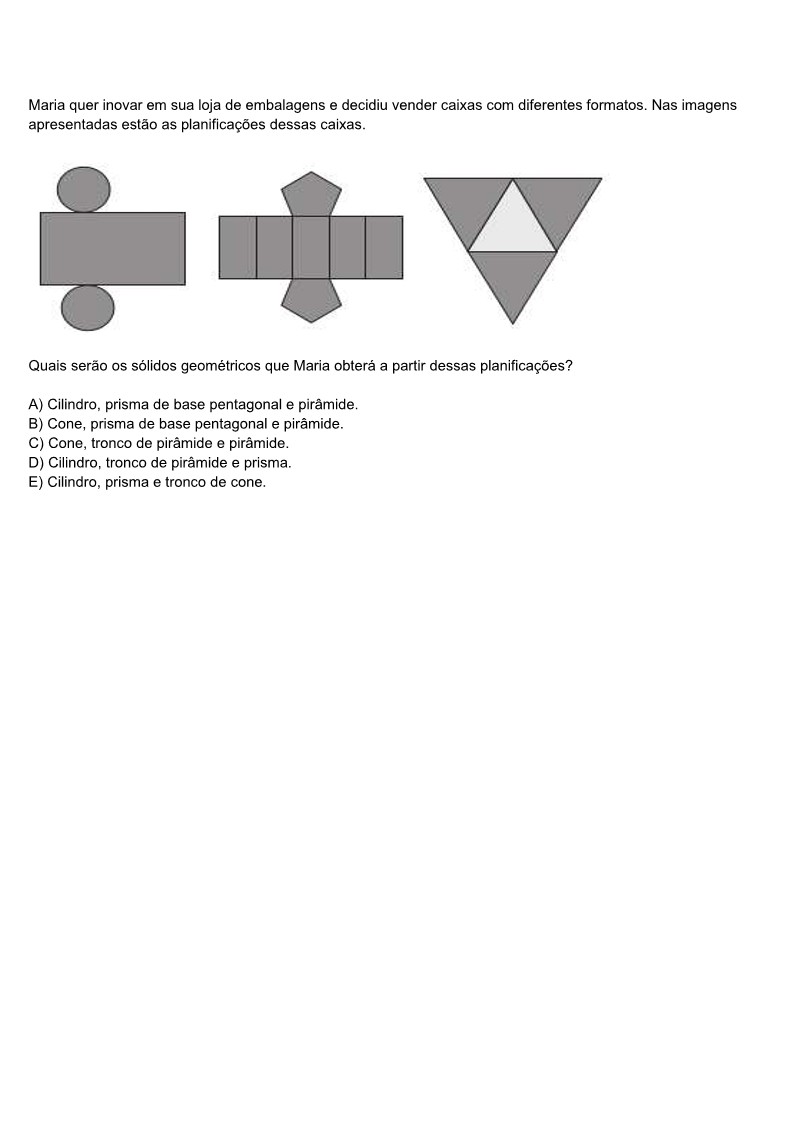 Maria quer inovar em sua loja de embalagens e decidiu vender caixas com diferentes formatos. Nas imagens
apresentadas estão as planificações dessas caixas.
Quais serão os sólidos geométricos que Maria obterá a partir dessas planificações?
A) Cilindro, prisma de base pentagonal e pirâmide.
B) Cone, prisma de base pentagonal e pirâmide.
C) Cone, tronco de pirâmide e pirâmide.
D) Cilindro, tronco de pirâmide e prisma.
E) Cilindro, prisma e tronco de cone.